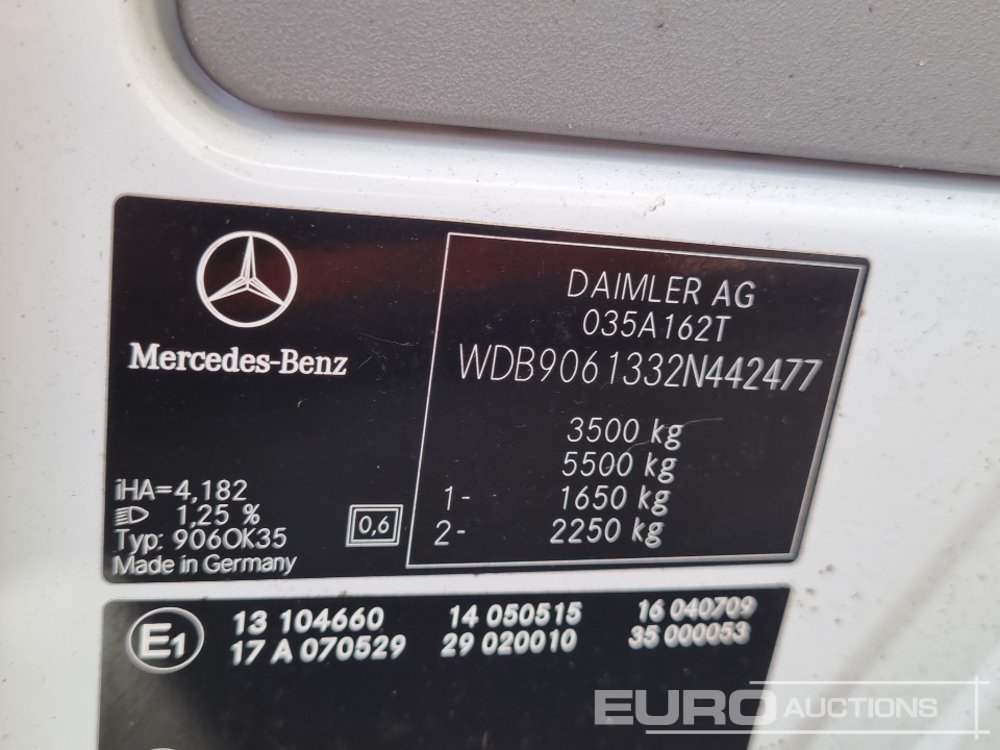 Mercedes-Benz
DAIMLER AG
035A162T
WDB9061332N442477
3500 kg
5500 kg
1- 1650 kg
2- 2250 kg
iHA=4,182
1,25 %
Typ: 906OK35
Made in Germany
0,6
E1
13 104660 14 050515 16 040709
17 A 070529 29 020010 35 000053
EURO AUCTIONS